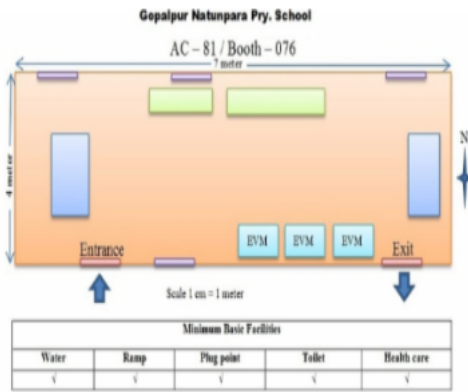 Gopalpur Natunpara Pry. School
AC – 81 / Booth – 076
7 meter
4 meter
N
EVM EVM EVM
Entrance Exit
Scale 1 cm = 1 meter
Minimum Basic Facilities
Water Ramp Plug point Toilet Health care
√ √ √ √ √